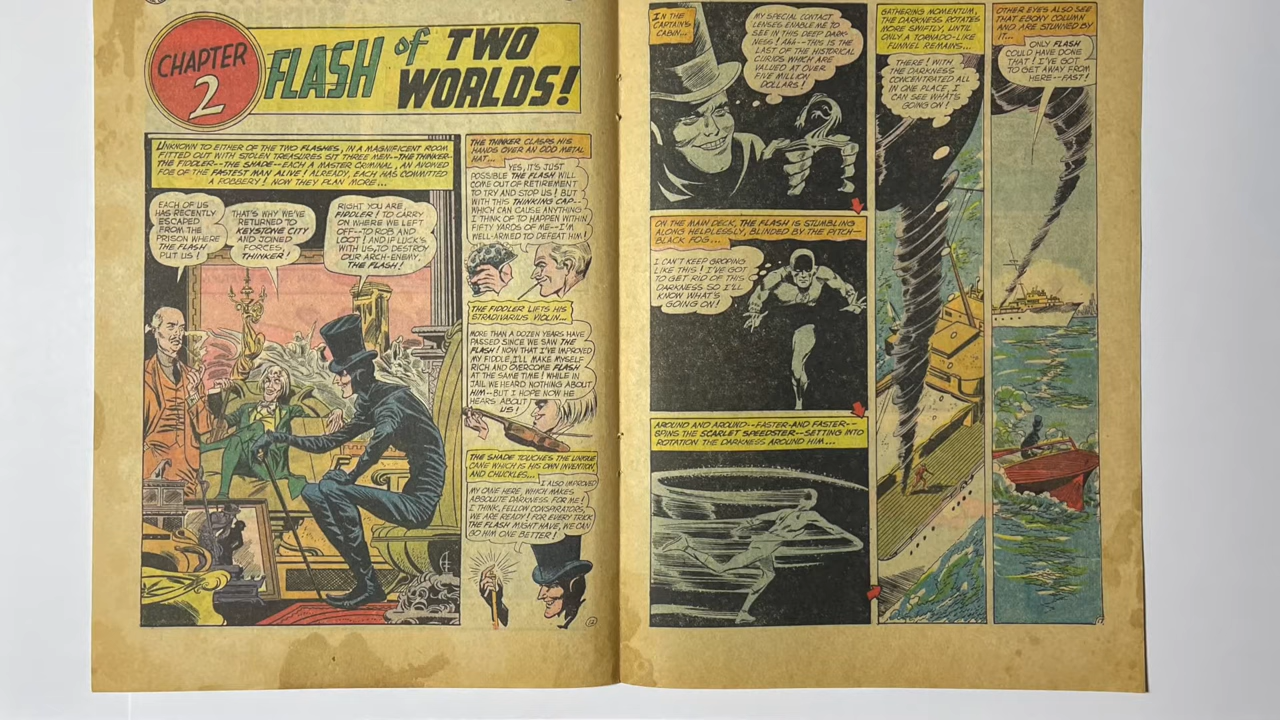 CHAPTER
2
FLASH of TWO
WORLDS!
UNKNOWN TO EITHER OF THE TWO FLASHES, IN A MAGNIFICENT ROOM
FITTED OUT WITH STOLEN TREASURES SIT THREE MEN--THE THINKER--
THE FIDDLER--THE SHADE--EACH A MASTER CRIMINAL, AN AVOWED
FOE OF THE FASTEST MAN ALIVE! ALREADY, EACH HAS COMMITTED
A ROBBERY! NOW THEY PLAN MORE...
EACH OF US
HAS RECENTLY
ESCAPED
FROM THE
PRISON WHERE
THE FLASH
PUT US!
THAT'S WHY WE'VE
RETURNED TO
KEYSTONE CITY
AND JOINED
FORCES,
THINKER!
RIGHT YOU ARE,
FIDDLER! TO CARRY
ON WHERE WE LEFT
OFF--TO ROB AND
LOOT! AND IF LUCK'S
WITH US, TO DESTROY
OUR ARCH-ENEMY,
THE FLASH!
THE THINKER CLASPS HIS
HANDS OVER AN ODD METAL
HAT...
YES, IT'S JUST
POSSIBLE THE FLASH WILL
COME OUT OF RETIREMENT
TO TRY AND STOP US! BUT
WITH THIS THINKING CAP--
WHICH CAN CAUSE ANYTHING
I THINK OF TO HAPPEN WITHIN
FIFTY YARDS OF ME--I'M
WELL-ARMED TO DEFEAT HIM!
THE FIDDLER LIFTS HIS
STRADIVARIUS VIOLIN...
MORE THAN A DOZEN YEARS HAVE
PASSED SINCE WE SAW THE
FLASH! NOW THAT I'VE IMPROVED
MY FIDDLE, I'LL MAKE MYSELF
RICH AND OVERCOME FLASH
AT THE SAME TIME! WHILE IN
JAIL WE HEARD NOTHING ABOUT
HIM--BUT I HOPE NOW HE
HEARS ABOUT
US!
THE SHADE TOUCHES THE UNIQUE
CANE WHICH IS HIS OWN INVENTION,
AND CHUCKLES...
I ALSO IMPROVED
MY CANE HERE, WHICH MAKES
ABSOLUTE DARKNESS FOR ME!
I THINK, FELLOW CONSPIRATORS,
WE ARE READY! FOR EVERY TRICK
THE FLASH MIGHT HAVE, WE CAN
GO HIM ONE BETTER!
12
IN THE
CAPTAIN'S
CABIN...
MY SPECIAL CONTACT
LENSES ENABLE ME TO
SEE IN THIS DEEP DARK-
NESS! AHH--THIS IS THE
LAST OF THE HISTORICAL
CURIOS WHICH ARE
VALUED AT OVER
FIVE MILLION
DOLLARS!
ON THE MAIN DECK, THE FLASH IS STUMBLING
ALONG HELPLESSLY, BLINDED BY THE PITCH--
BLACK FOG...
I CAN'T KEEP GROPING
LIKE THIS! I'VE GOT
TO GET RID OF THIS
DARKNESS SO I'LL
KNOW WHAT'S
GOING ON!
AROUND AND AROUND--FASTER--AND FASTER--
SPINS THE SCARLET SPEEDSTER--SETTING INTO
ROTATION THE DARKNESS AROUND HIM...
GATHERING MOMENTUM,
THE DARKNESS ROTATES
MORE SWIFTLY, UNTIL
ONLY A TORNADO-LIKE
FUNNEL REMAINS...
THERE! WITH
THE DARKNESS
CONCENTRATED ALL
IN ONE PLACE, I
CAN SEE WHAT'S
GOING ON!
OTHER EYES ALSO SEE
THAT EBONY COLUMN
AND ARE STUNNED BY
IT...
ONLY FLASH
COULD HAVE DONE
THAT! I'VE GOT
TO GET AWAY FROM
HERE--FAST!